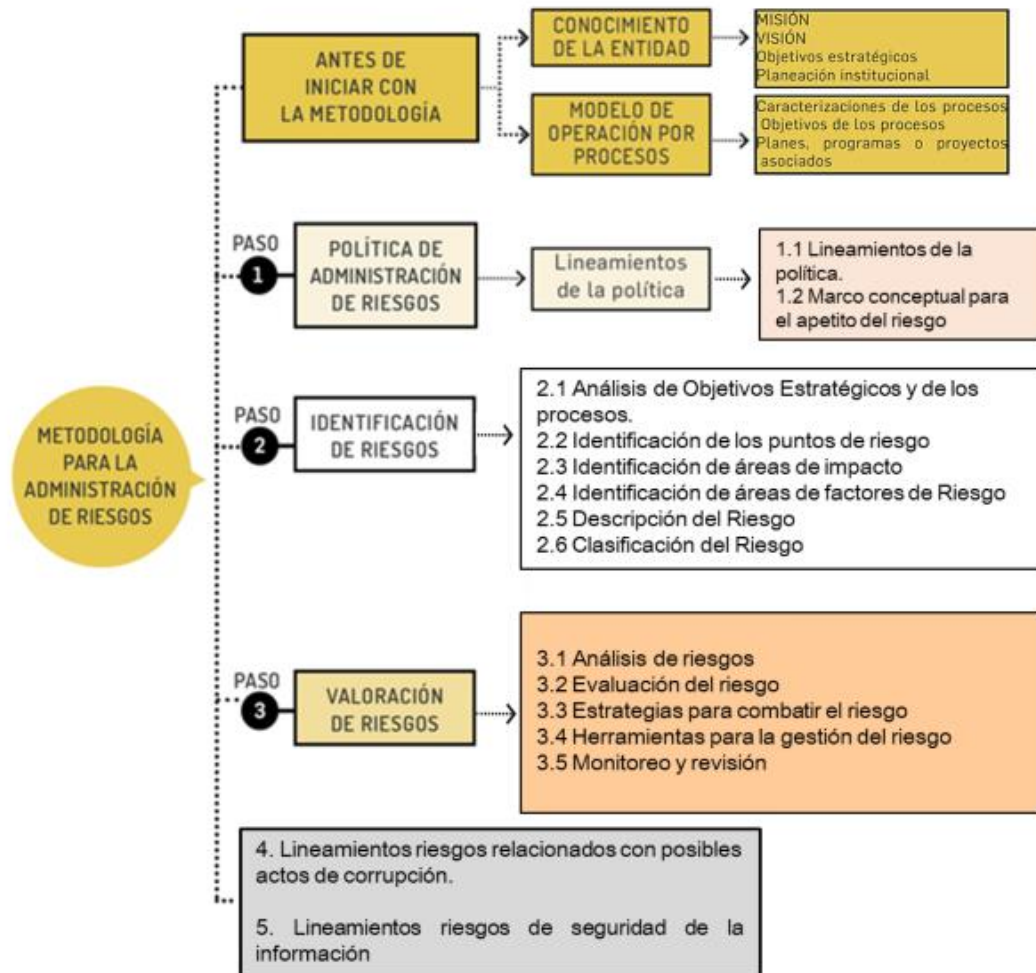 ANTES DE
INICIAR CON
LA METODOLOGÍA
CONOCIMIENTO
DE LA ENTIDAD
MISIÓN
VISIÓN
Objetivos estratégicos
Planeación institucional
MODELO DE
OPERACIÓN POR
PROCESOS
Caracterizaciones de los procesos
Objetivos de los procesos
Planes, programas o proyectos
asociados
PASO
1
POLÍTICA DE
ADMINISTRACIÓN
DE RIESGOS
Lineamientos
de la política
1.1 Lineamientos de la
política.
1.2 Marco conceptual para
el apetito del riesgo
METODOLOGÍA
PARA LA
ADMINISTRACIÓN
DE RIESGOS
PASO
2
IDENTIFICACIÓN
DE RIESGOS
2.1 Análisis de Objetivos Estratégicos y de los
procesos.
2.2 Identificación de los puntos de riesgo
2.3 Identificación de áreas de impacto
2.4 Identificación de áreas de factores de Riesgo
2.5 Descripción del Riesgo
2.6 Clasificación del Riesgo
PASO
3
VALORACIÓN
DE RIESGOS
3.1 Análisis de riesgos
3.2 Evaluación del riesgo
3.3 Estrategias para combatir el riesgo
3.4 Herramientas para la gestión del riesgo
3.5 Monitoreo y revisión
4. Lineamientos riesgos relacionados con posibles
actos de corrupción.
5. Lineamientos riesgos de seguridad de la
información